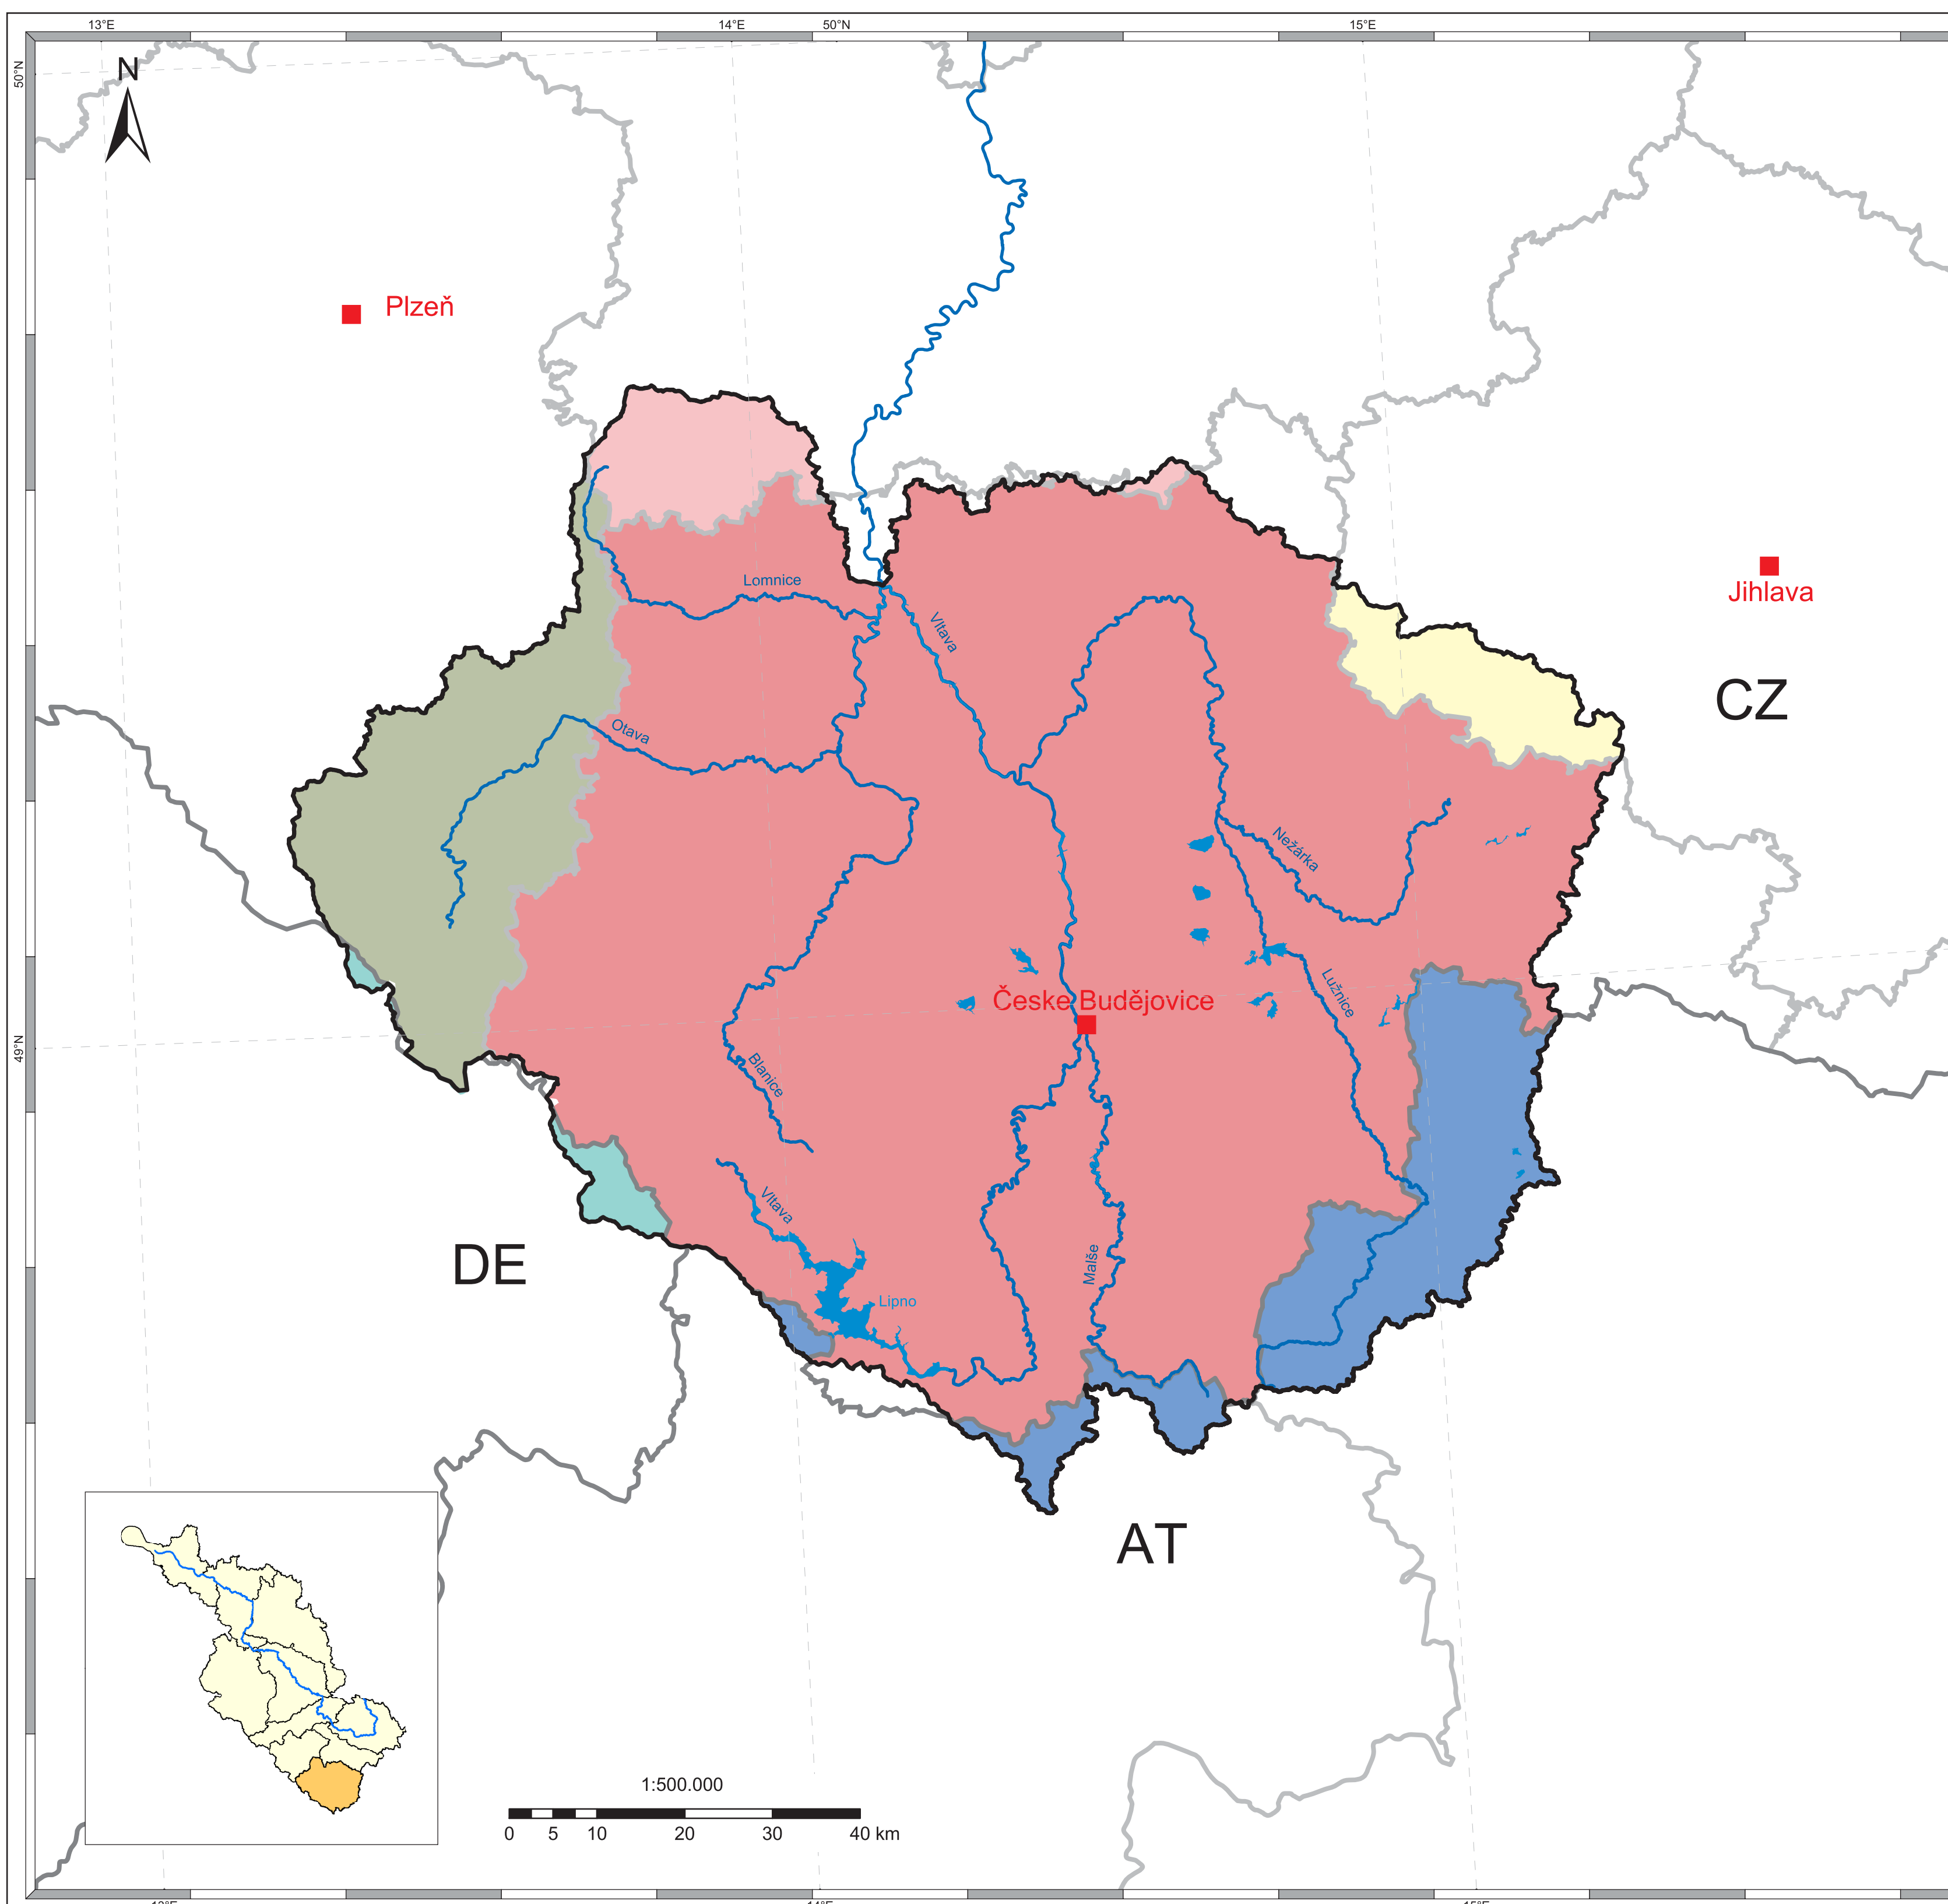 13°E
14°E
50°N
15°E
50°N
N
Plzeň
Lomnice
Vltava
Jihlava
CZ
Otava
Nežárka
Lužnice
Česke Budějovice
49°N
Blanice
Vltava
Malše
DE
Lipno
AT
1:500.000
0 5 10 20 30 40 km